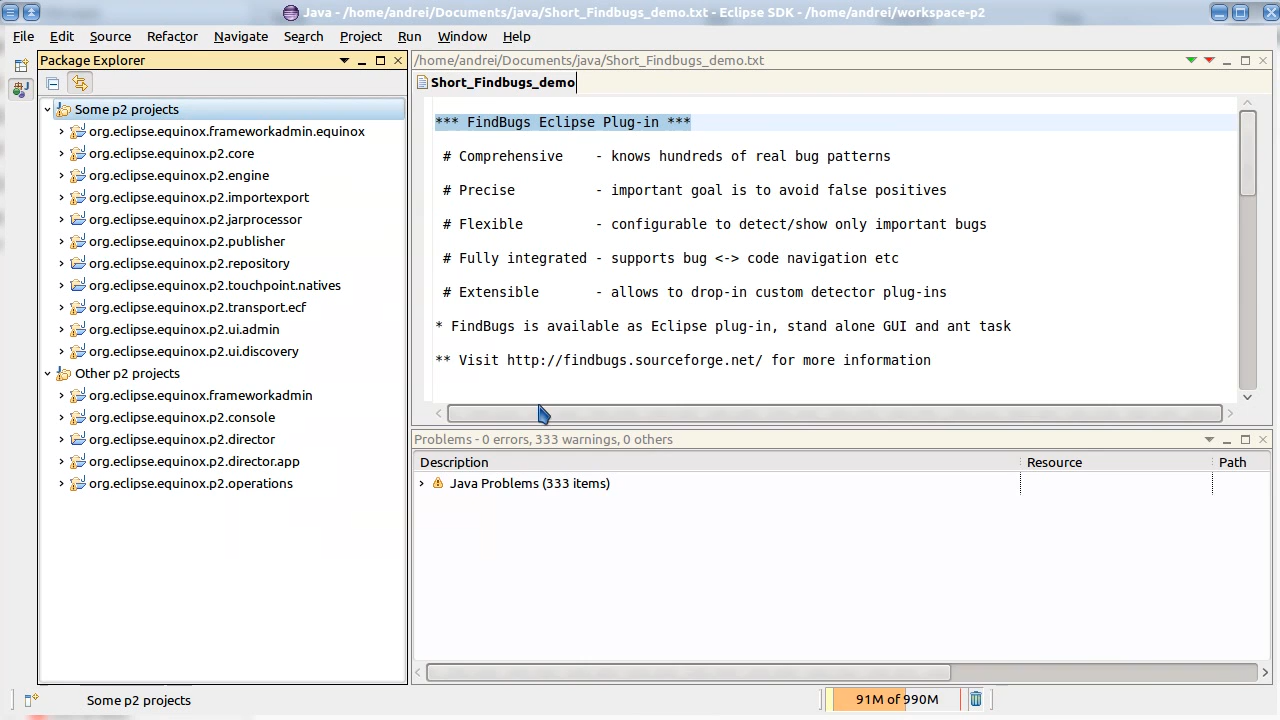 Java - /home/andrei/Documents/java/Short_Findbugs_demo.txt - Eclipse SDK - /home/andrei/workspace-p2
File Edit Source Refactor Navigate Search Project Run Window Help
Package Explorer
Some p2 projects
org.eclipse.equinox.frameworkadmin.equinox
org.eclipse.equinox.p2.core
org.eclipse.equinox.p2.engine
org.eclipse.equinox.p2.importexport
org.eclipse.equinox.p2.jarprocessor
org.eclipse.equinox.p2.publisher
org.eclipse.equinox.p2.repository
org.eclipse.equinox.p2.touchpoint.natives
org.eclipse.equinox.p2.transport.ecf
org.eclipse.equinox.p2.ui.admin
org.eclipse.equinox.p2.ui.discovery
Other p2 projects
org.eclipse.equinox.frameworkadmin
org.eclipse.equinox.p2.console
org.eclipse.equinox.p2.director
org.eclipse.equinox.p2.director.app
org.eclipse.equinox.p2.operations
/home/andrei/Documents/java/Short_Findbugs_demo.txt
Short_Findbugs_demo
*** FindBugs Eclipse Plug-in ***
# Comprehensive - knows hundreds of real bug patterns
# Precise - important goal is to avoid false positives
# Flexible - configurable to detect/show only important bugs
# Fully integrated - supports bug <-> code navigation etc
# Extensible - allows to drop-in custom detector plug-ins
* FindBugs is available as Eclipse plug-in, stand alone GUI and ant task
** Visit http://findbugs.sourceforge.net/ for more information
Problems - 0 errors, 333 warnings, 0 others
Description Resource Path
Java Problems (333 items)
Some p2 projects
91M of 990M